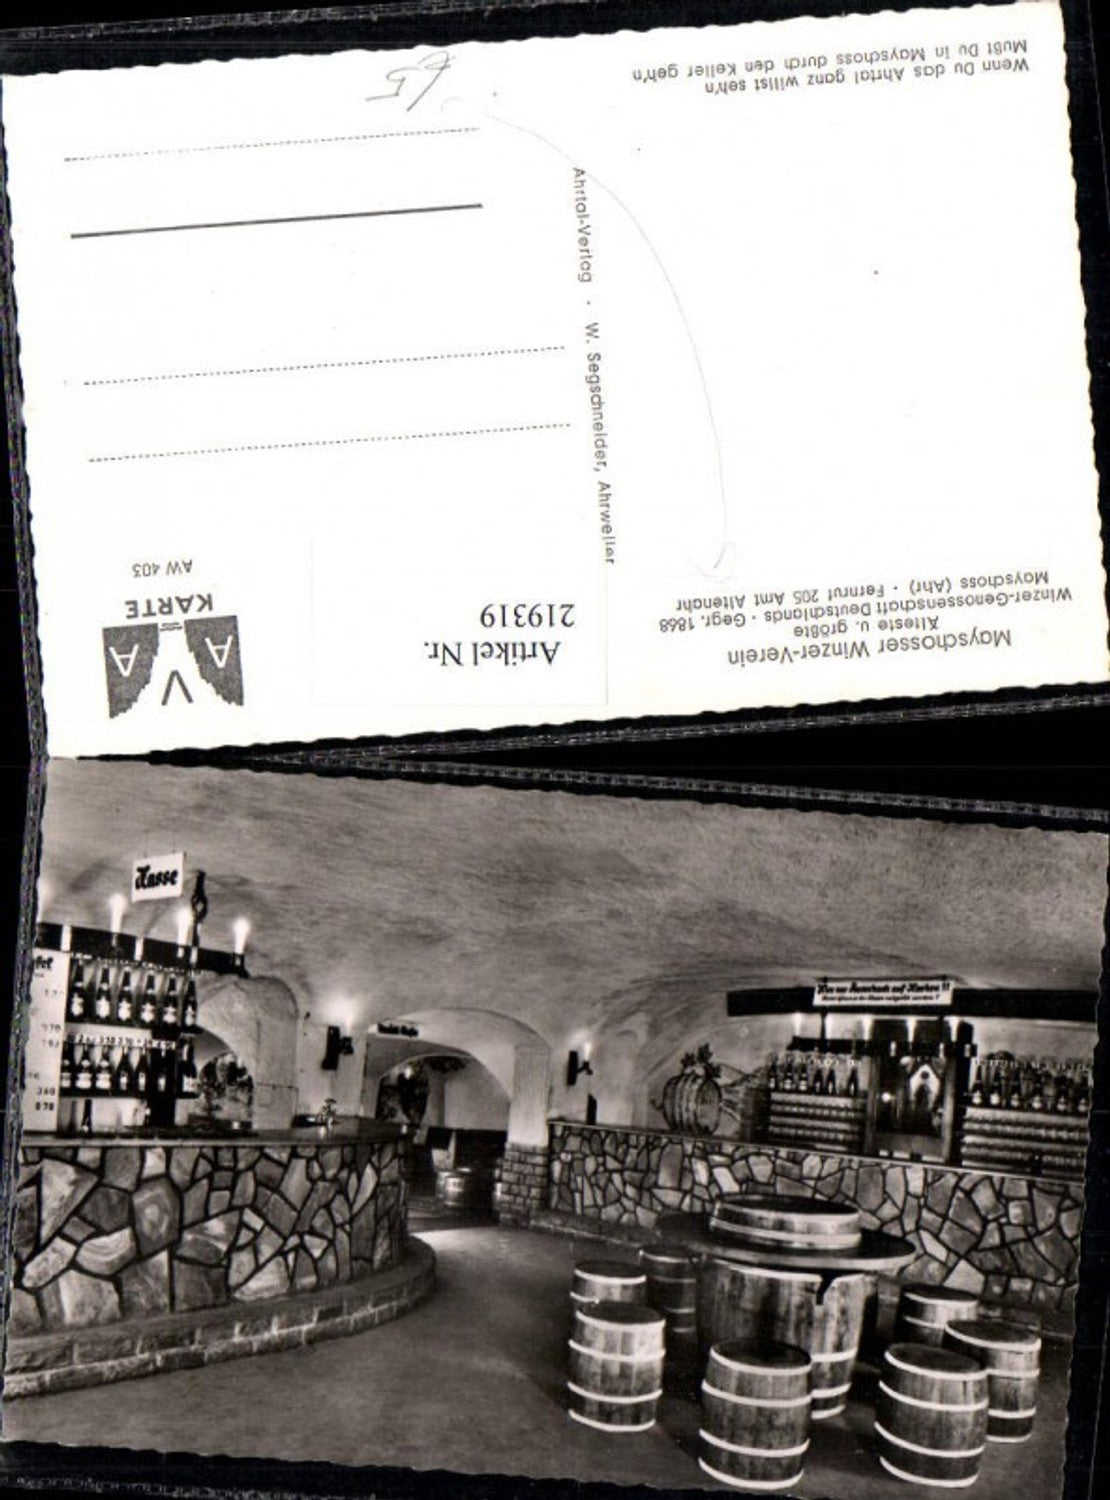 Mayschosser Winzer-Verein
Älteste u. größte
Winzer-Genossenschaft Deutschlands · Gegr. 1868
Mayschoss (Ahr) · Fernruf 205 Amt Altenahr
Wenn Du das Ahrtal ganz willst seh'n
Mußt Du in Mayschoss durch den Keller geh'n
Ahrtal-Verlag · W. Segschneider, Ahrweiler
Artikel Nr.
219319
A V A
KARTE
AW 403
€5
Kasse